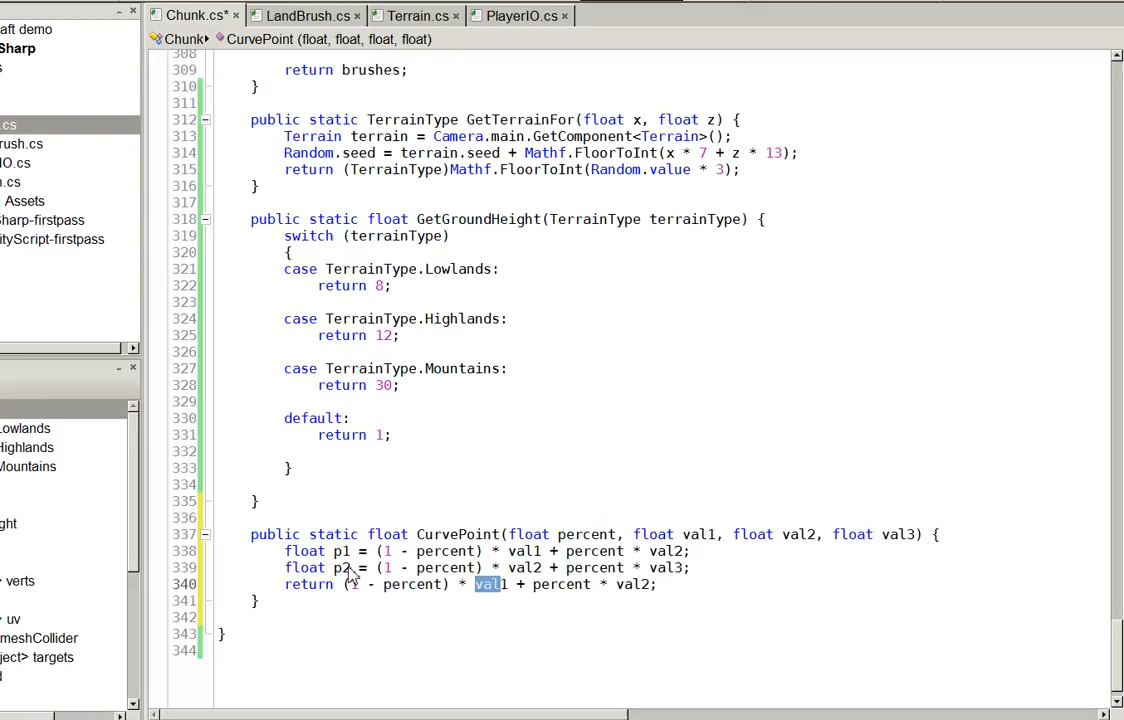 Chunk.cs* × LandBrush.cs × Terrain.cs × PlayerIO.cs ×
Chunk▸ CurvePoint (float, float, float, float)
aft demo
Sharp
s
.cs
rush.cs
IO.cs
n.cs
Assets
Sharp-firstpass
ityScript-firstpass
Lowlands
Highlands
Mountains
ght
> verts
> uv
meshCollider
ject> targets
d
308
309 return brushes;
310 }
311
312 public static TerrainType GetTerrainFor(float x, float z) {
313 Terrain terrain = Camera.main.GetComponent<Terrain>();
314 Random.seed = terrain.seed + Mathf.FloorToInt(x * 7 + z * 13);
315 return (TerrainType)Mathf.FloorToInt(Random.value * 3);
316 }
317
318 public static float GetGroundHeight(TerrainType terrainType) {
319 switch (terrainType)
320 {
321 case TerrainType.Lowlands:
322 return 8;
323
324 case TerrainType.Highlands:
325 return 12;
326
327 case TerrainType.Mountains:
328 return 30;
329
330 default:
331 return 1;
332
333 }
334
335 }
336
337 public static float CurvePoint(float percent, float val1, float val2, float val3) {
338 float p1 = (1 - percent) * val1 + percent * val2;
339 float p2 = (1 - percent) * val2 + percent * val3;
340 return (1 - percent) * val1 + percent * val2;
341 }
342
343 }
344